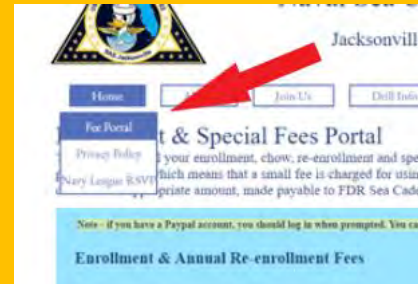 Naval Sea C
Jacksonvill
Home
Join Us
Drill Info
Fee Portal
t & Special Fees Portal
Privacy Policy
your enrollment, chow, re-enrollment and spe
Navy League RSVP
hich means that a small fee is charged for usin
priate amount, made payable to FDR Sea Cade
Note - if you have a Paypal account, you should log in when prompted. You ca
Enrollment & Annual Re-enrollment Fees